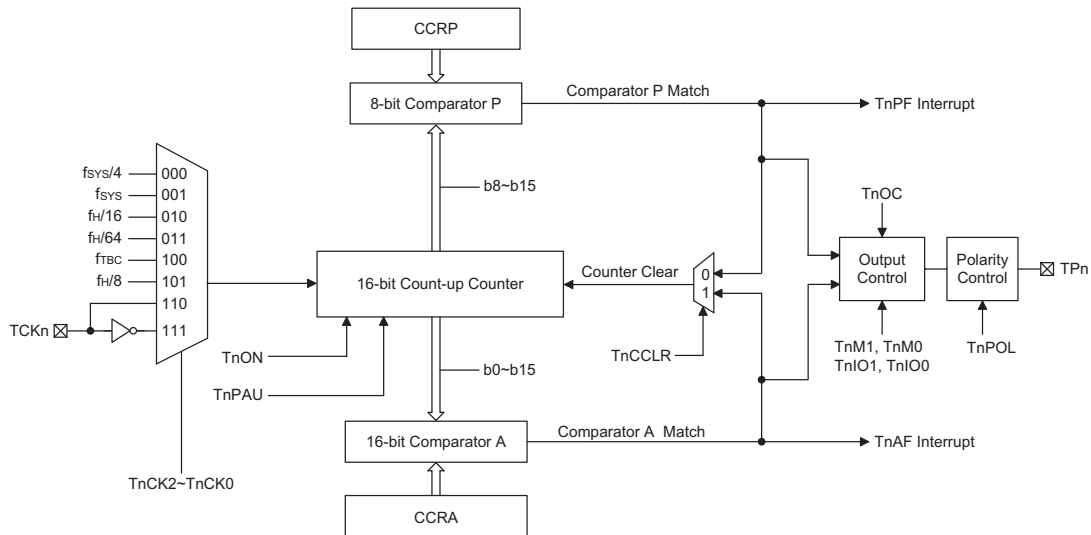 CCRP
8-bit Comparator P
Comparator P Match
TnPF Interrupt
b8~b15
fSYS/4
000
fSYS
001
fH/16
010
fH/64
011
fTBC
100
fH/8
101
110
TCKn
111
TnCK2~TnCK0
16-bit Count-up Counter
TnON
TnPAU
Counter Clear
0
1
TnCCLR
TnOC
Output
Control
TnM1, TnM0
TnIO1, TnIO0
Polarity
Control
TnPOL
TPn
b0~b15
16-bit Comparator A
Comparator A Match
TnAF Interrupt
CCRA